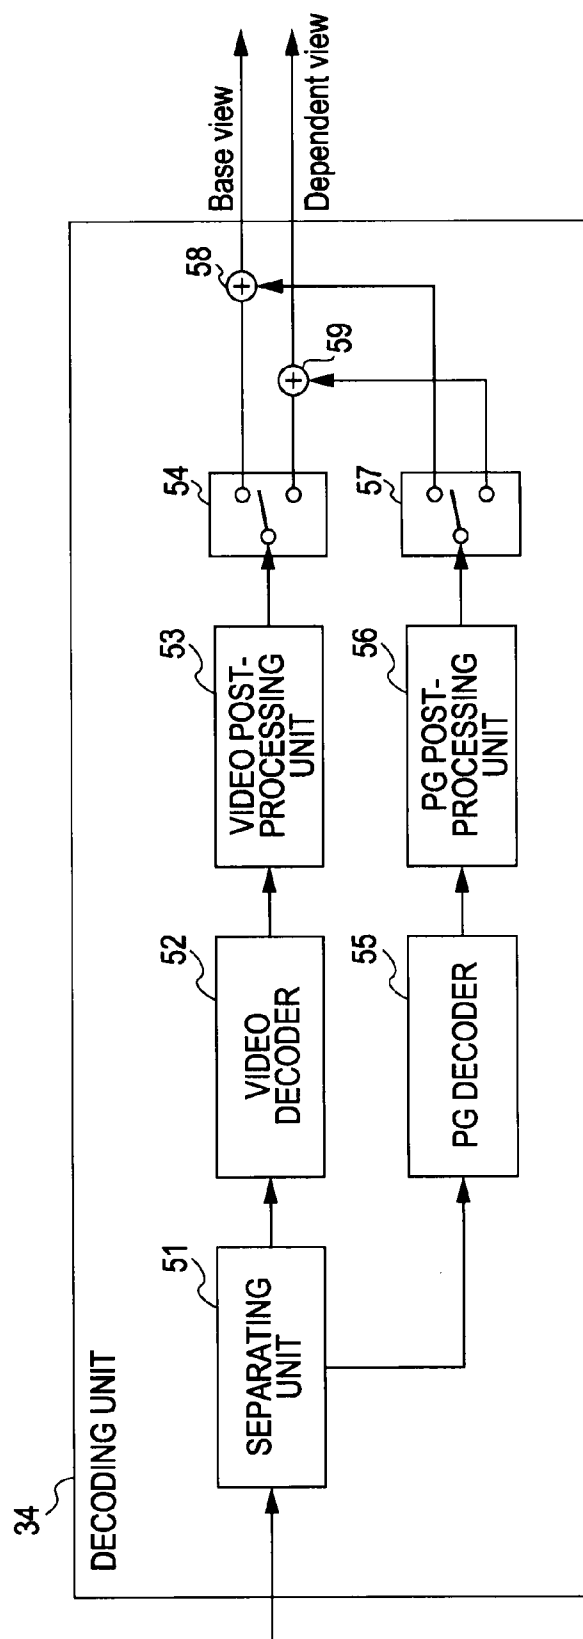 34
DECODING UNIT
51
SEPARATING
UNIT
52
VIDEO
DECODER
53
VIDEO POST-
PROCESSING
UNIT
54
58
Base view
59
Dependent view
55
PG DECODER
56
PG POST-
PROCESSING
UNIT
57